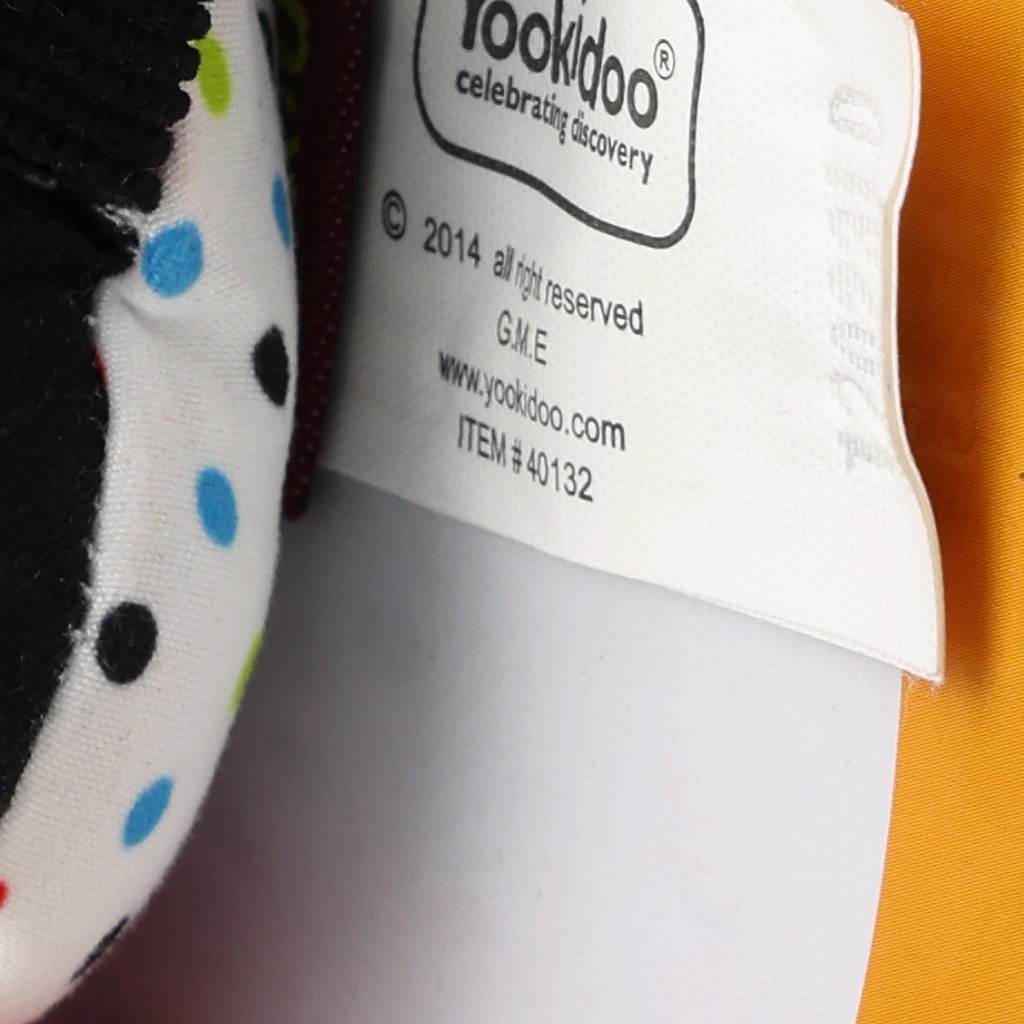 Yookidoo®
celebrating discovery
© 2014 all right reserved
G.M.E
www.yookidoo.com
ITEM # 40132